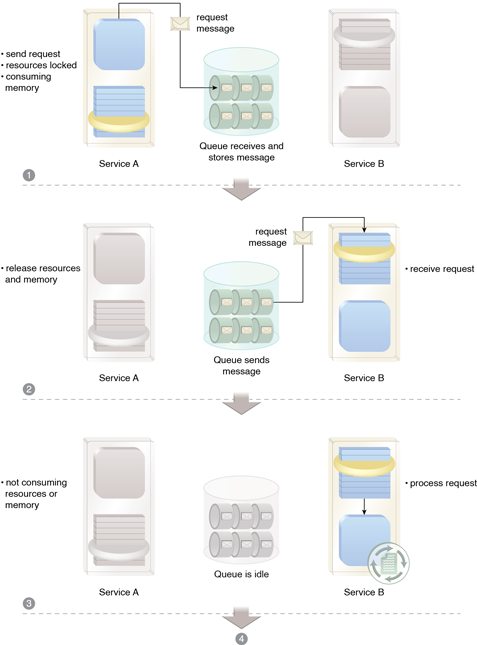 request
message
• send request
• resources locked
• consuming
memory
Queue receives and
stores message
Service A
Service B
1
request
message
• release resources
and memory
• receive request
Queue sends
message
Service A
Service B
2
• not consuming
resources or
memory
• process request
Queue is idle
Service A
Service B
3
4